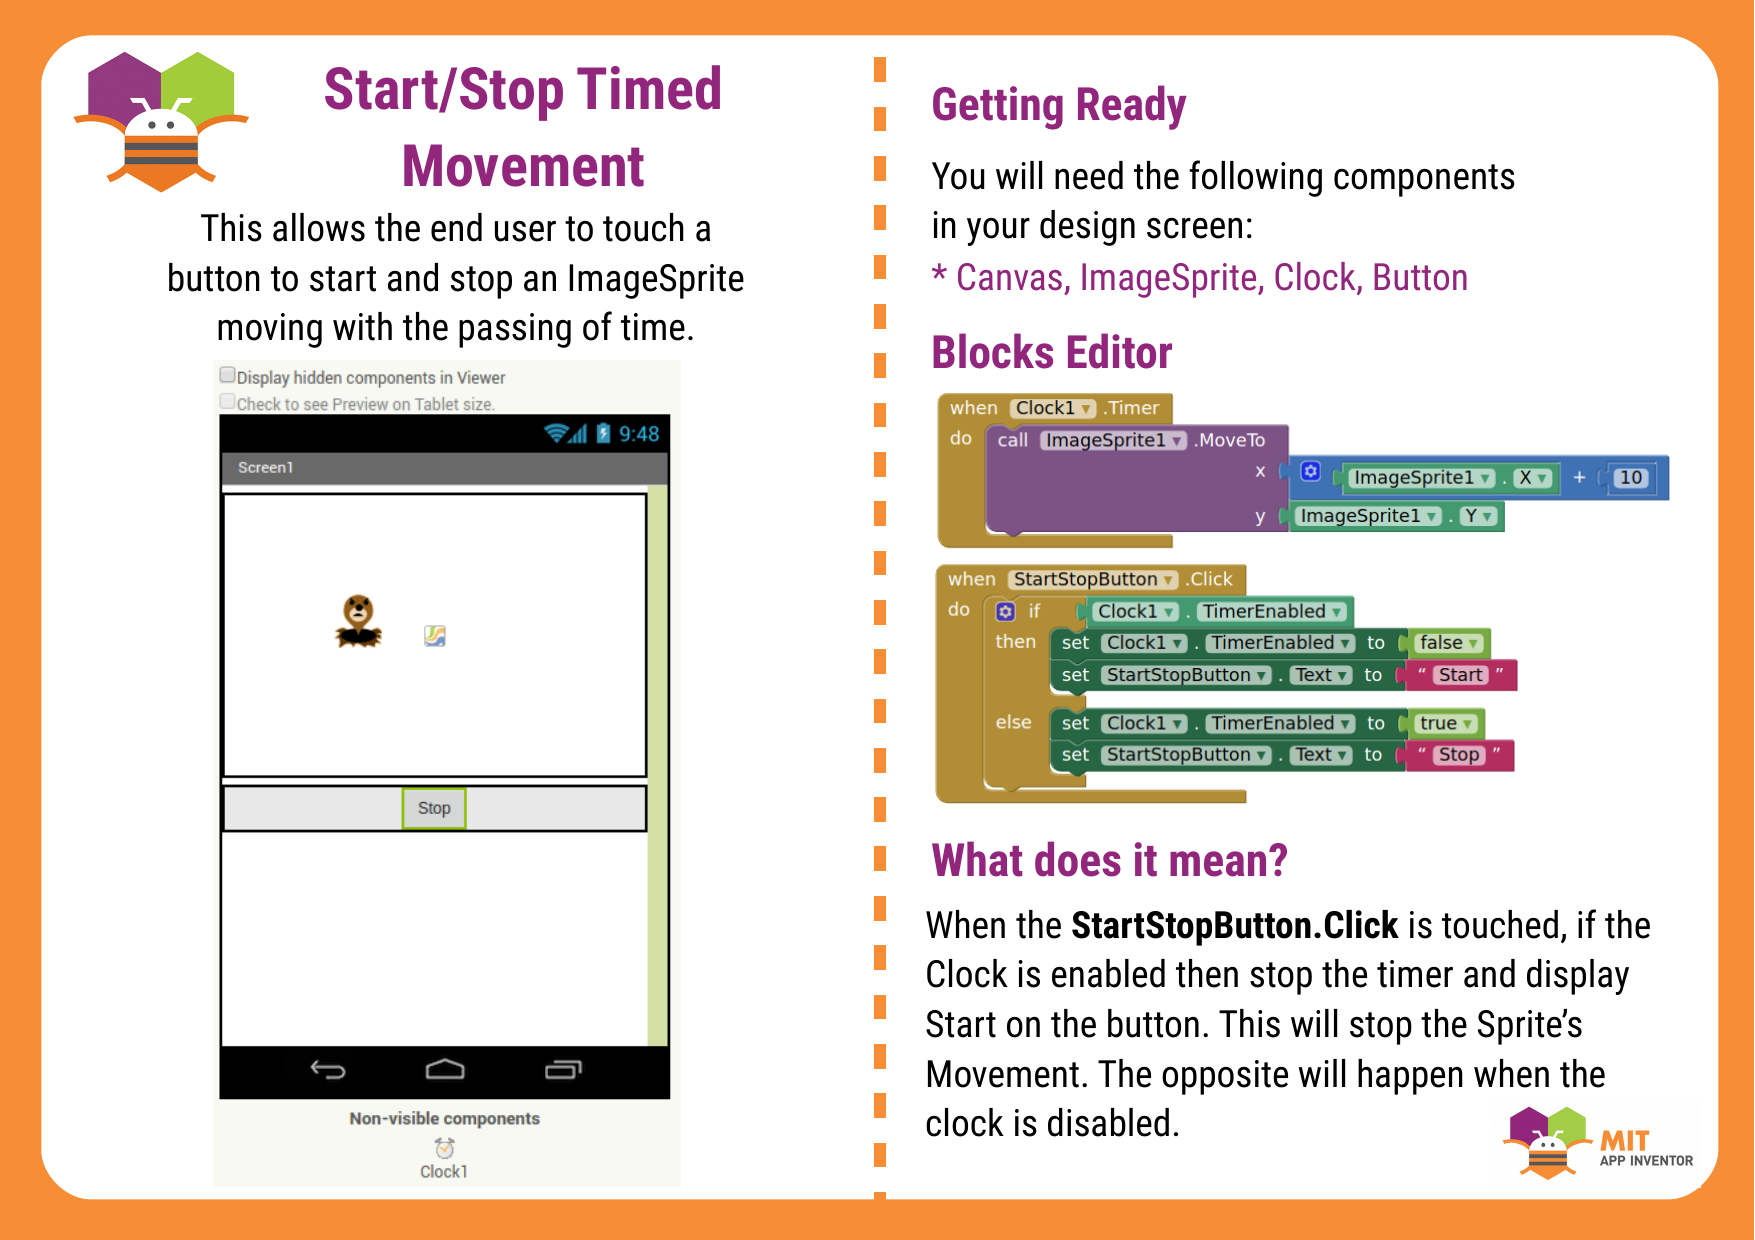 Start/Stop Timed
Movement
This allows the end user to touch a
button to start and stop an ImageSprite
moving with the passing of time.
Display hidden components in Viewer
Check to see Preview on Tablet size.
9:48
Screen1
Stop
Non-visible components
Clock1
Getting Ready
You will need the following components
in your design screen:
* Canvas, ImageSprite, Clock, Button
Blocks Editor
when Clock1 .Timer
do call ImageSprite1 .MoveTo
x ImageSprite1 . X + 10
y ImageSprite1 . Y
when StartStopButton .Click
do if Clock1 . TimerEnabled
then set Clock1 . TimerEnabled to false
set StartStopButton . Text to “ Start ”
else set Clock1 . TimerEnabled to true
set StartStopButton . Text to “ Stop ”
What does it mean?
When the StartStopButton.Click is touched, if the
Clock is enabled then stop the timer and display
Start on the button. This will stop the Sprite’s
Movement. The opposite will happen when the
clock is disabled.
MIT
APP INVENTOR